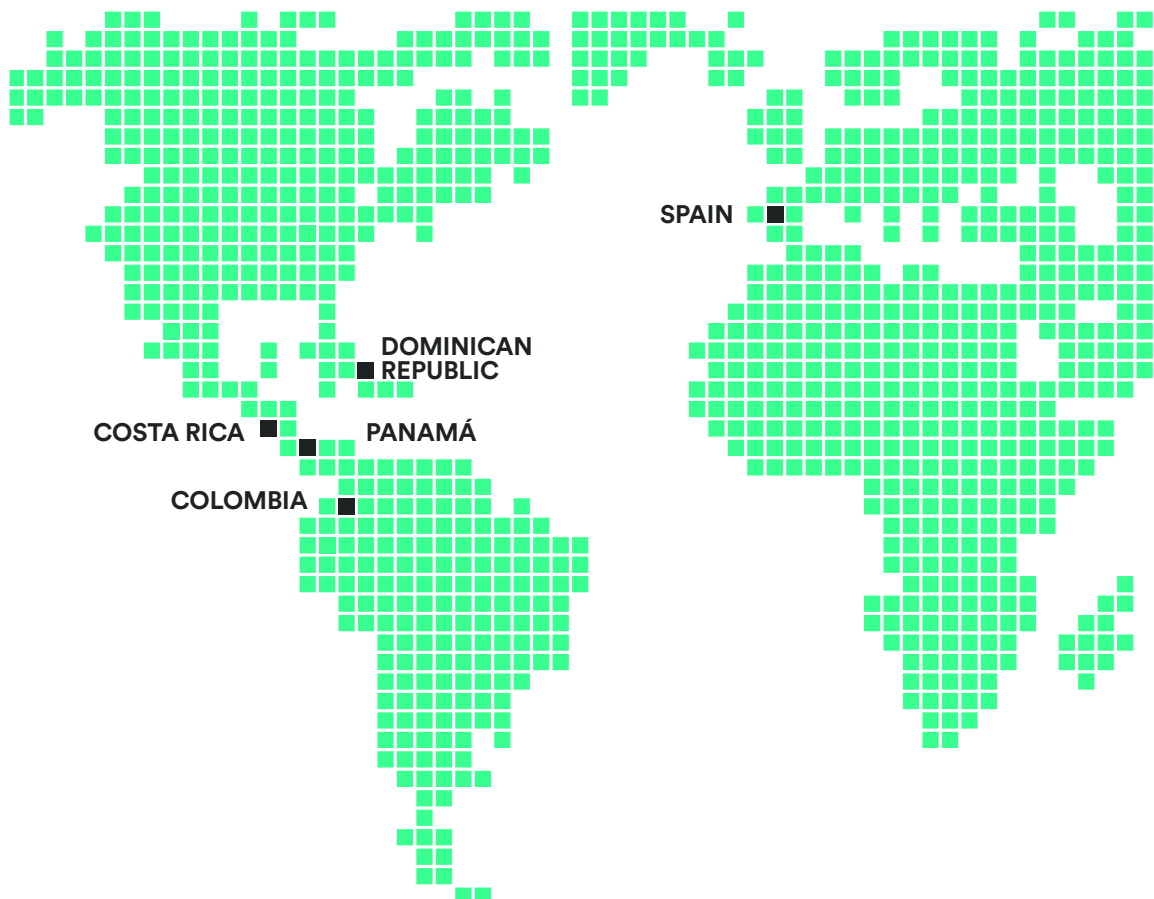 SPAIN
DOMINICAN
REPUBLIC
COSTA RICA
PANAMÁ
COLOMBIA